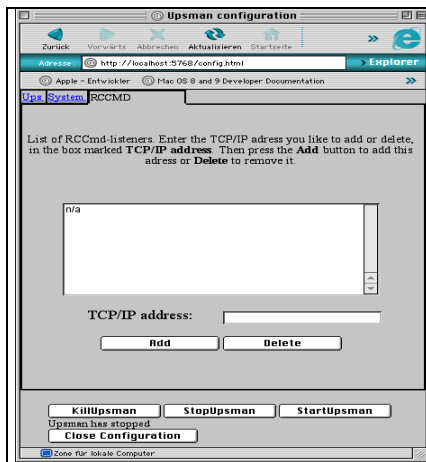 Upsman configuration
Zurück Vorwärts Abbrechen Aktualisieren Startseite »
Adresse: http://localhost:5768/config.html › Explorer
Apple - Entwickler Mac OS 8 and 9 Developer Documentation »
Ups System RCCMD
List of RCCmd-listeners. Enter the TCP/IP adress you like to add or delete,
in the box marked TCP/IP address. Then press the Add button to add this
adress or Delete to remove it.
n/a
TCP/IP address:
Add Delete
KillUpsman StopUpsman StartUpsman
Upsman has stopped
Close Configuration
Zone für lokale Computer